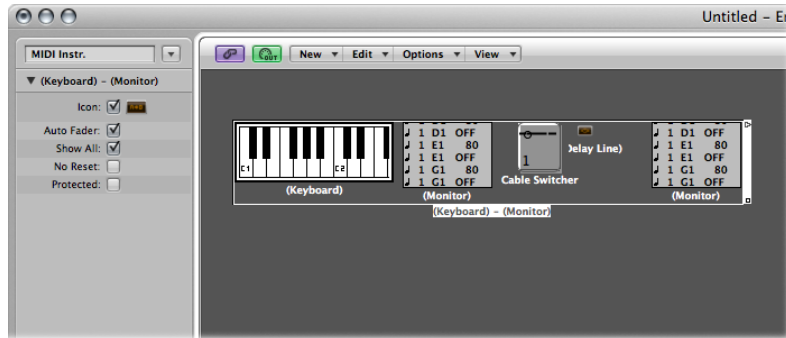 Untitled – E
MIDI Instr.
OUT New Edit Options View
(Keyboard) – (Monitor)
Icon:
Auto Fader:
Show All:
No Reset:
Protected:
C1 C2
(Keyboard)
1 D1 OFF
1 E1 80
1 E1 OFF
1 G1 80
1 G1 OFF
(Monitor)
1
Cable Switcher
Delay Line)
1 D1 OFF
1 E1 80
1 E1 OFF
1 G1 80
1 G1 OFF
(Monitor)
(Keyboard) – (Monitor)